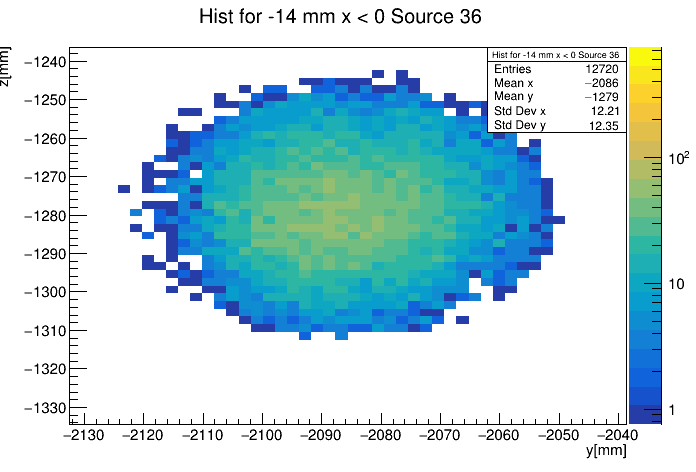 Hist for -14 mm x < 0 Source 36
z[mm]
Hist for -14 mm x < 0 Source 36
Entries 12720
Mean x −2086
Mean y −1279
Std Dev x 12.21
Std Dev y 12.35
−1240
−1250
−1260
−1270
−1280
−1290
−1300
−1310
−1320
−1330
10²
10
1
−2130 −2120 −2110 −2100 −2090 −2080 −2070 −2060 −2050 −2040
y[mm]